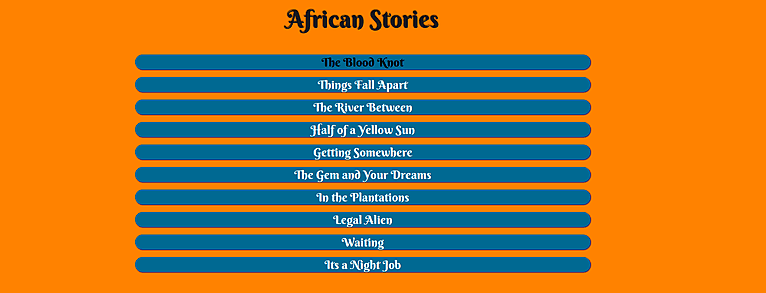 African Stories
The Blood Knot
Things Fall Apart
The River Between
Half of a Yellow Sun
Getting Somewhere
The Gem and Your Dreams
In the Plantations
Legal Alien
Waiting
Its a Night Job